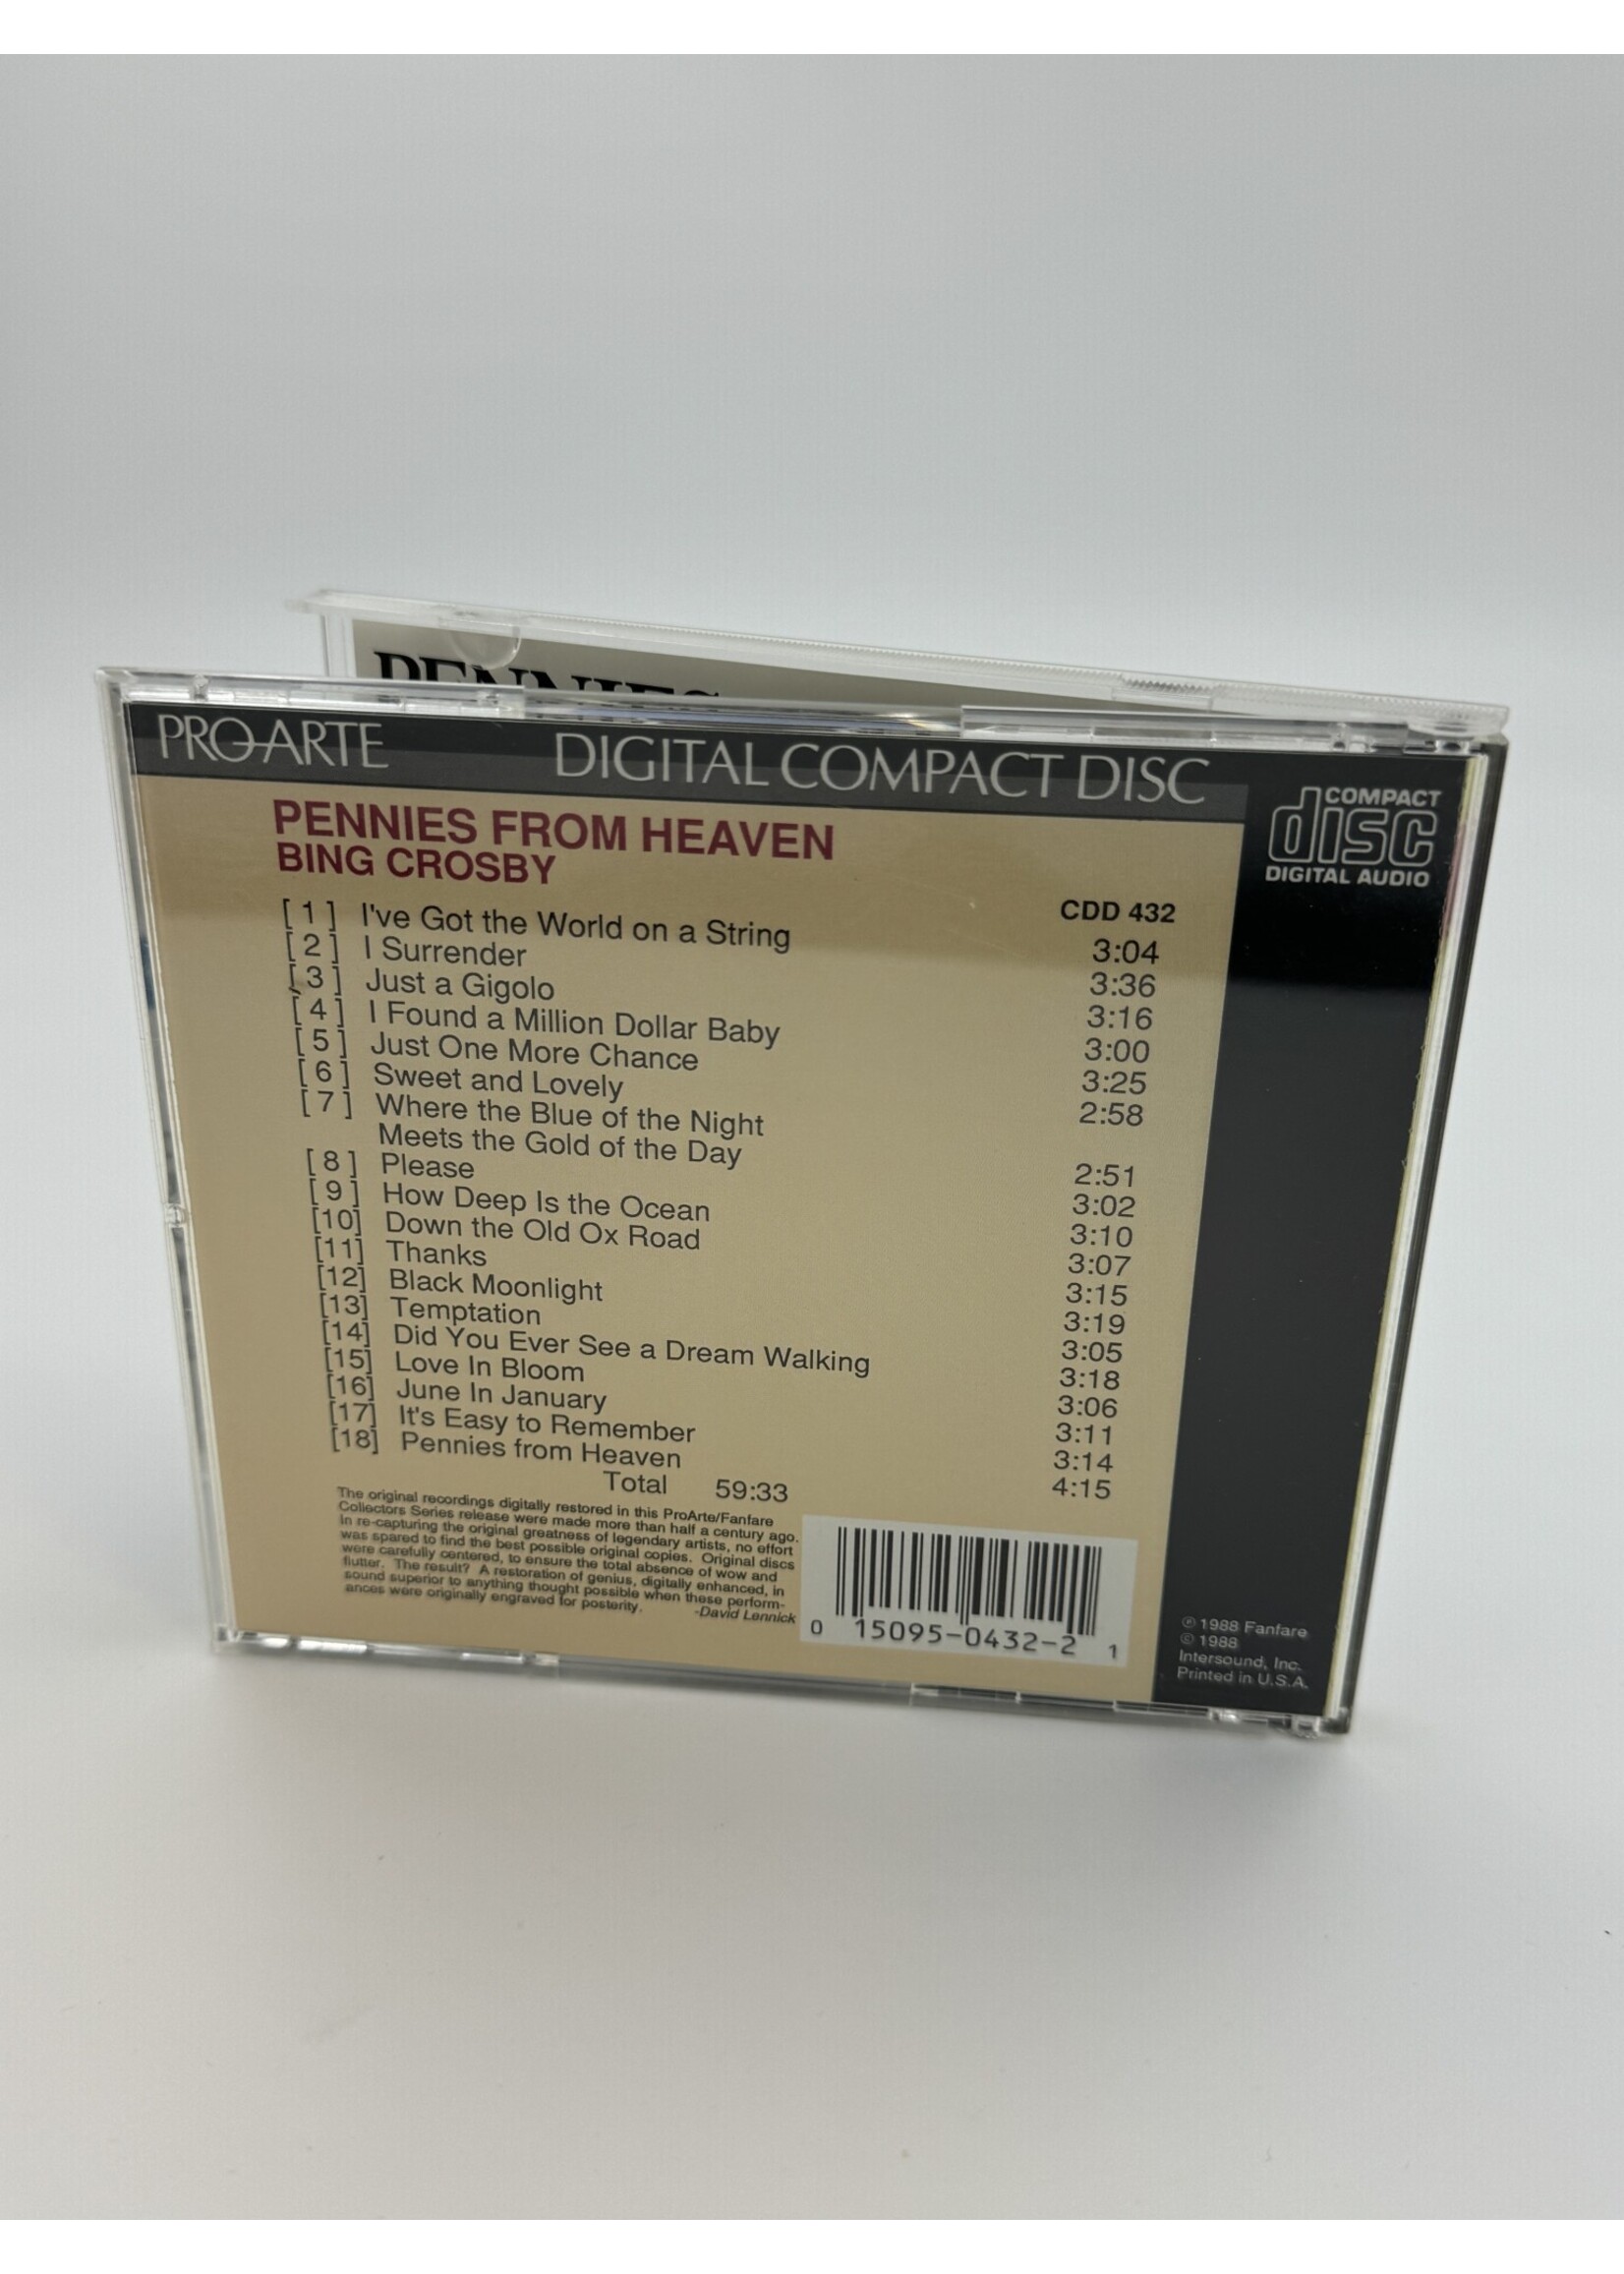 PENNIES
PRO-ARTE DIGITAL COMPACT DISC
COMPACT
disc
DIGITAL AUDIO
PENNIES FROM HEAVEN
BING CROSBY
CDD 432
[ 1 ] I've Got the World on a String 3:04
[ 2 ] I Surrender 3:36
[ 3 ] Just a Gigolo 3:16
[ 4 ] I Found a Million Dollar Baby 3:00
[ 5 ] Just One More Chance 3:25
[ 6 ] Sweet and Lovely 2:58
[ 7 ] Where the Blue of the Night
Meets the Gold of the Day 2:51
[ 8 ] Please 3:02
[ 9 ] How Deep Is the Ocean 3:10
[10] Down the Old Ox Road 3:07
[11] Thanks 3:15
[12] Black Moonlight 3:19
[13] Temptation 3:05
[14] Did You Ever See a Dream Walking 3:18
[15] Love In Bloom 3:06
[16] June In January 3:11
[17] It's Easy to Remember 3:14
[18] Pennies from Heaven 4:15
Total 59:33
The original recordings digitally restored in this ProArte/Fanfare
Collectors Series release were made more than half a century ago.
In re-capturing the original greatness of legendary artists, no effort
was spared to find the best possible original copies. Original discs
were carefully centered, to ensure the total absence of wow and
flutter. The result? A restoration of genius, digitally enhanced, in
sound superior to anything thought possible when these perform-
ances were originally engraved for posterity. -David Lennick
0 15095-0432-2 1
℗ 1988 Fanfare
© 1988
Intersound, Inc.
Printed in U.S.A.